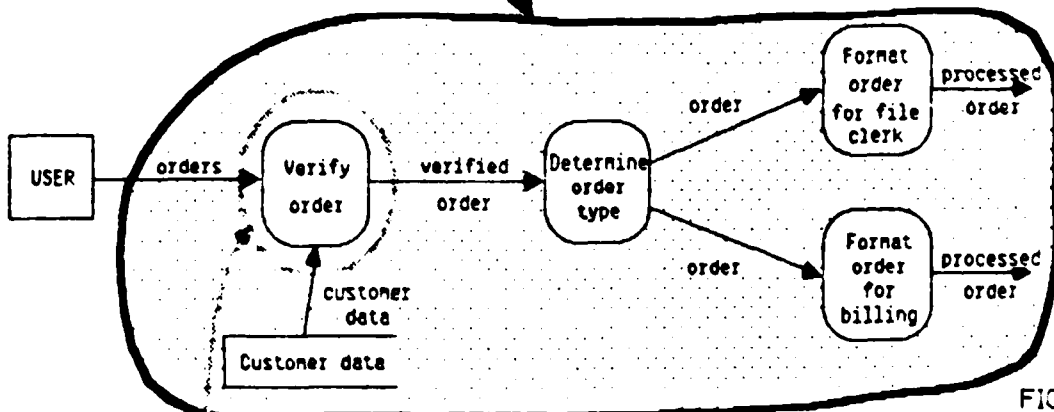 USER
orders
Verify
order
verified
order
Determine
order
type
order
order
Format
order
for file
clerk
processed
order
Format
order
for
billing
processed
order
customer
data
Customer data
FIG